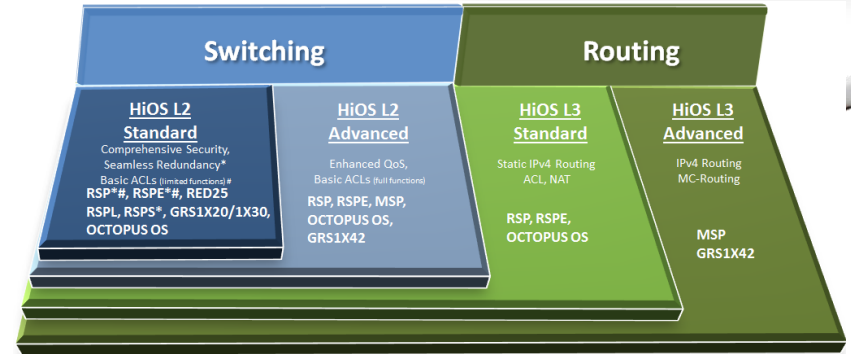 Switching
Routing
HiOS L2
Standard
Comprehensive Security,
Seamless Redundancy*
Basic ACLs (limited functions) #
RSP*#, RSPE*#, RED25
RSPL, RSPS*, GRS1X20/1X30,
OCTOPUS OS
HiOS L2
Advanced
Enhanced QoS,
Basic ACLs (full functions)
RSP, RSPE, MSP,
OCTOPUS OS,
GRS1X42
HiOS L3
Standard
Static IPv4 Routing
ACL, NAT
RSP, RSPE,
OCTOPUS OS
HiOS L3
Advanced
IPv4 Routing
MC-Routing
MSP
GRS1X42